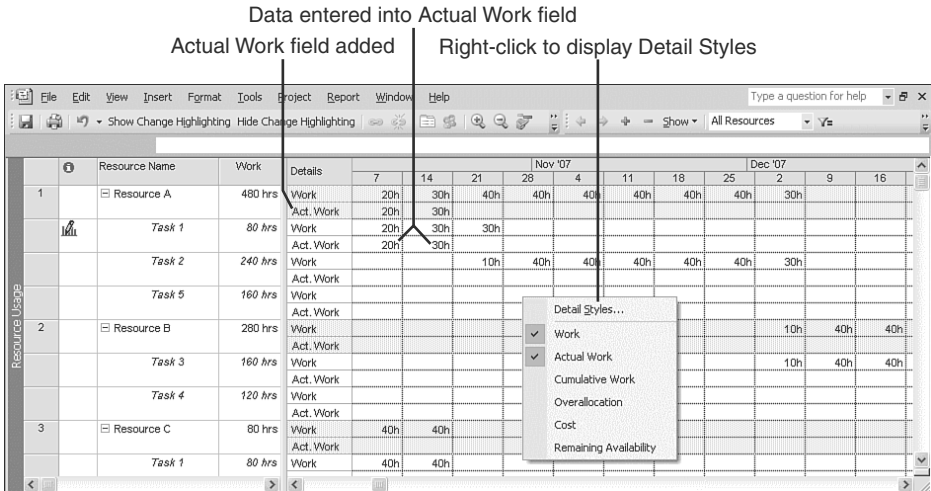 Data entered into Actual Work field
Actual Work field added Right-click to display Detail Styles
File Edit View Insert Format Tools Project Report Window Help Type a question for help
Show Change Highlighting Hide Change Highlighting Show All Resources
Resource Name Work Details Nov '07 Dec '07
7 14 21 28 4 11 18 25 2 9 16
1 Resource A 480 hrs Work 20h 30h 40h 40h 40h 40h 40h 40h 30h
Act. Work 20h 30h
Task 1 80 hrs Work 20h 30h 30h
Act. Work 20h 30h
Task 2 240 hrs Work 10h 40h 40h 40h 40h 40h 30h
Act. Work
Task 5 160 hrs Work
Act. Work
2 Resource B 280 hrs Work 10h 40h 40h
Act. Work
Task 3 160 hrs Work 10h 40h 40h
Act. Work
Task 4 120 hrs Work
Act. Work
3 Resource C 80 hrs Work 40h 40h
Act. Work
Task 1 80 hrs Work 40h 40h
Detail Styles...
Work
Actual Work
Cumulative Work
Overallocation
Cost
Remaining Availability
Resource Usage